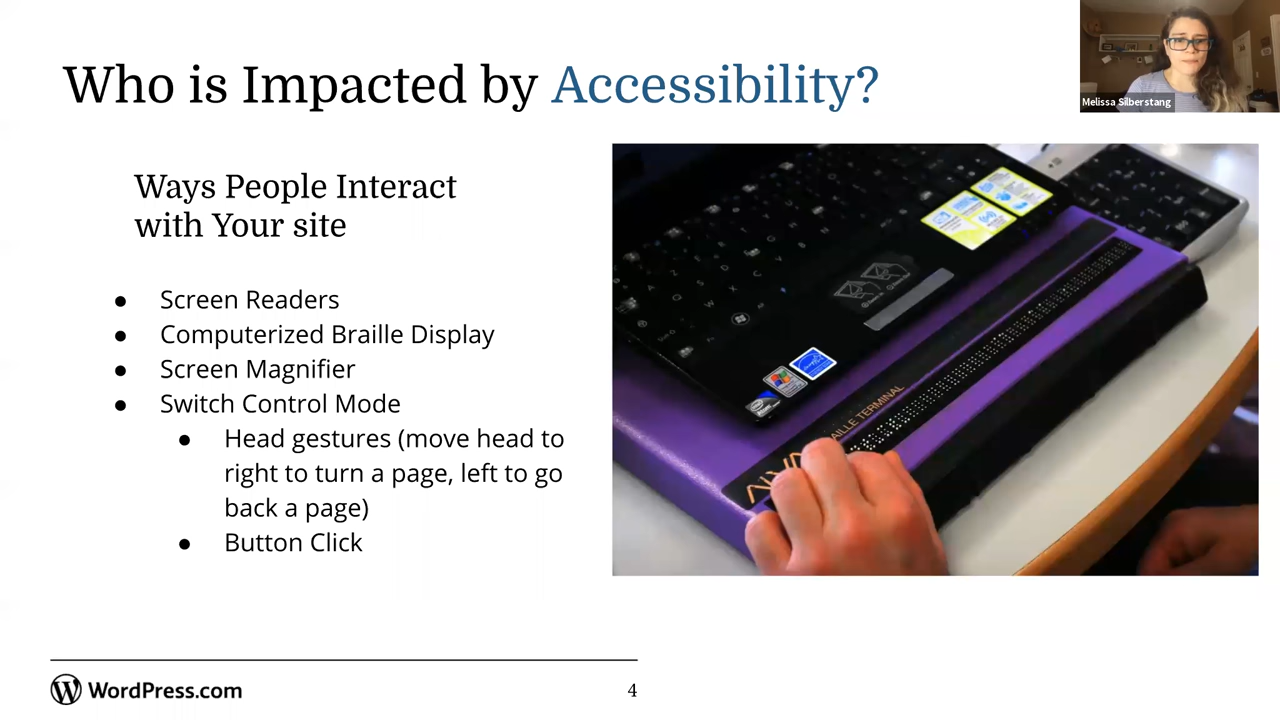 Who is Impacted by Accessibility?
Melissa Silberstang
Ways People Interact
with Your site
● Screen Readers
● Computerized Braille Display
● Screen Magnifier
● Switch Control Mode
● Head gestures (move head to
right to turn a page, left to go
back a page)
● Button Click
TERMINAL
WordPress.com
4